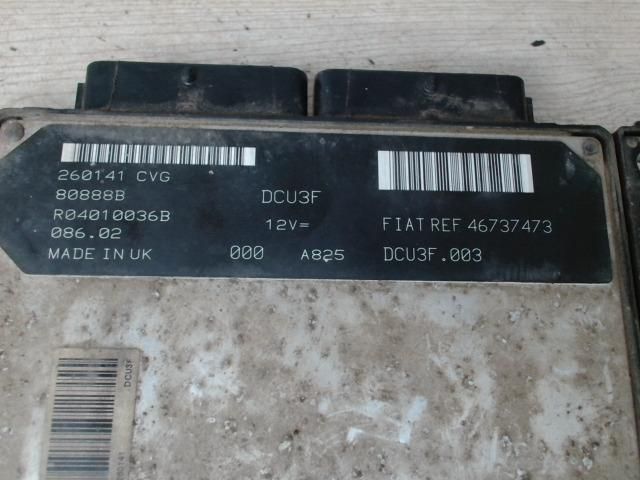 260141 CVG
80888B
R04010036B
086.02
MADE IN UK
000
A825
DCU3F
12V=
FIAT REF 46737473
DCU3F.003
DCU3F